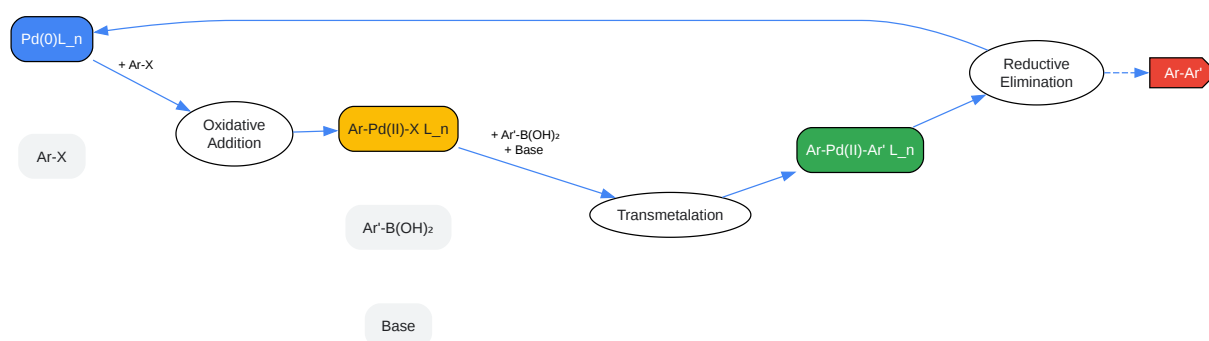 Pd(0)L_n
+ Ar-X
Oxidative
Addition
Ar-X
Ar-Pd(II)-X L_n
+ Ar'-B(OH)₂
+ Base
Ar'-B(OH)₂
Base
Transmetalation
Ar-Pd(II)-Ar' L_n
Reductive
Elimination
Ar-Ar'